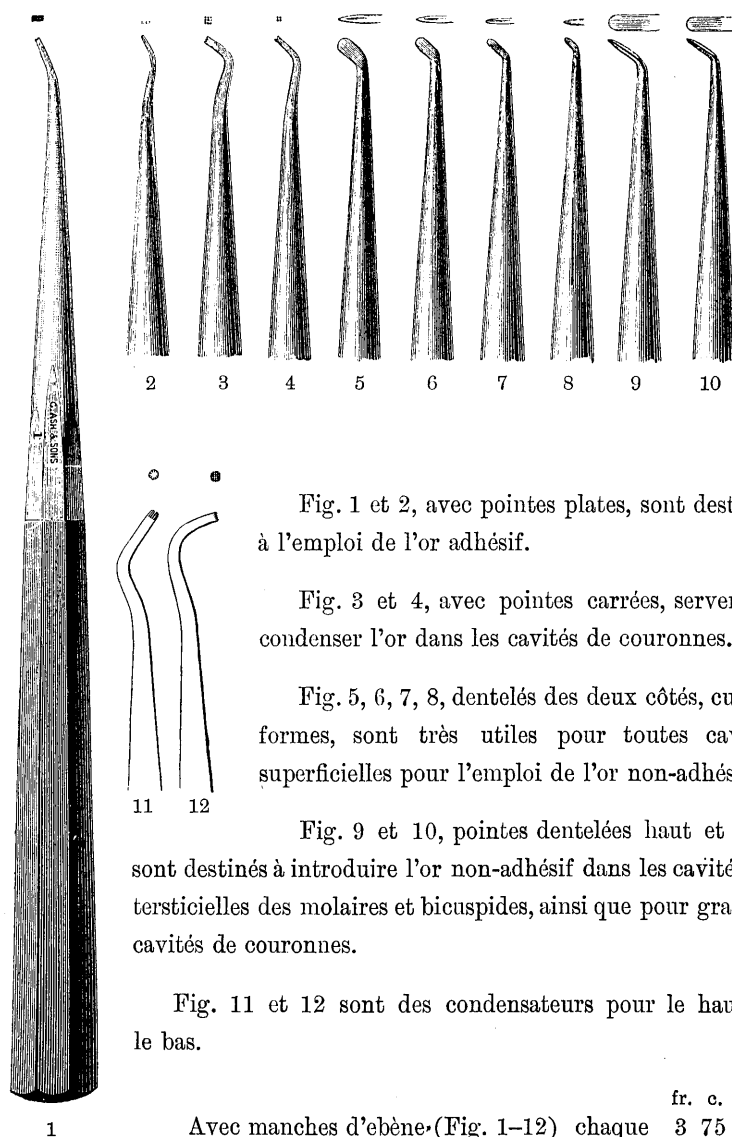 2 3 4 5 6 7 8 9 10
C. ASH & SONS
1
Fig. 1 et 2, avec pointes plates, sont dest
à l'emploi de l'or adhésif.
Fig. 3 et 4, avec pointes carrées, server
condenser l'or dans les cavités de couronnes.
Fig. 5, 6, 7, 8, dentelés des deux côtés, cu
formes, sont très utiles pour toutes cav
superficielles pour l'emploi de l'or non-adhés
11 12
Fig. 9 et 10, pointes dentelées haut et
sont destinés à introduire l'or non-adhésif dans les cavité
tersticielles des molaires et bicuspides, ainsi que pour gra
cavités de couronnes.
Fig. 11 et 12 sont des condensateurs pour le hau
le bas.
fr. c.
1 Avec manches d'ebène (Fig. 1–12) chaque 3 75